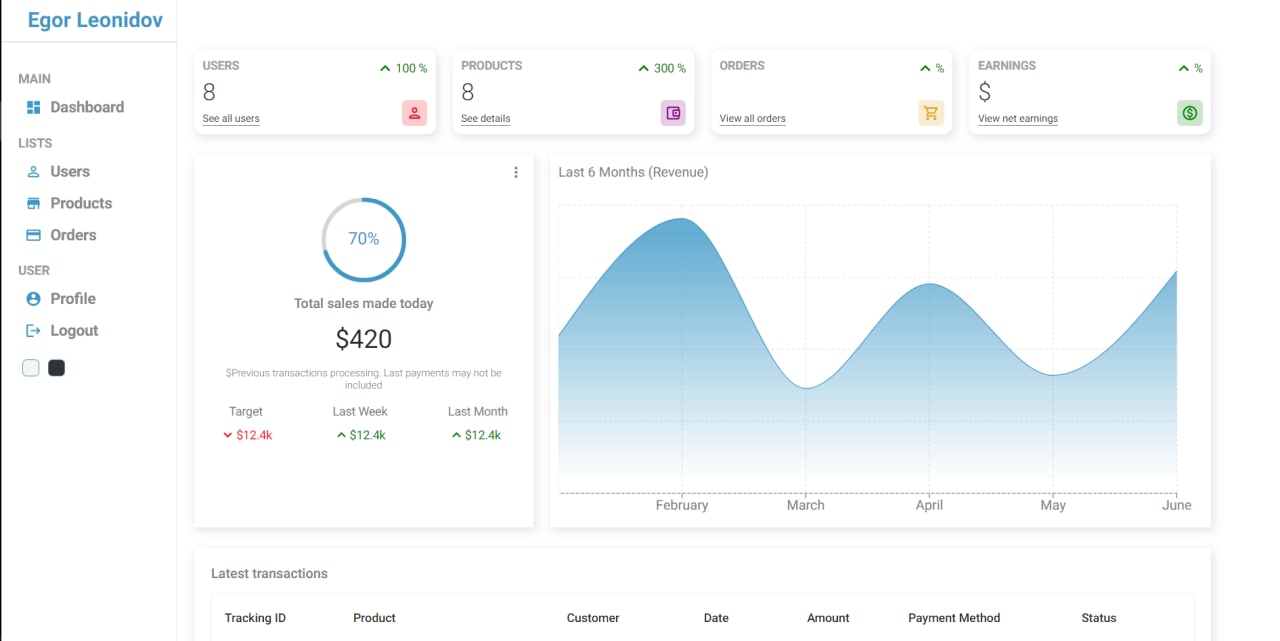 Egor Leonidov
MAIN
Dashboard
LISTS
Users
Products
Orders
USER
Profile
Logout
USERS
100 %
8
See all users
PRODUCTS
300 %
8
See details
ORDERS
%
View all orders
EARNINGS
%
$
View net earnings
70%
Total sales made today
$420
$Previous transactions processing. Last payments may not be
included
Target
Last Week
Last Month
$12.4k
$12.4k
$12.4k
Last 6 Months (Revenue)
February
March
April
May
June
Latest transactions
Tracking ID
Product
Customer
Date
Amount
Payment Method
Status